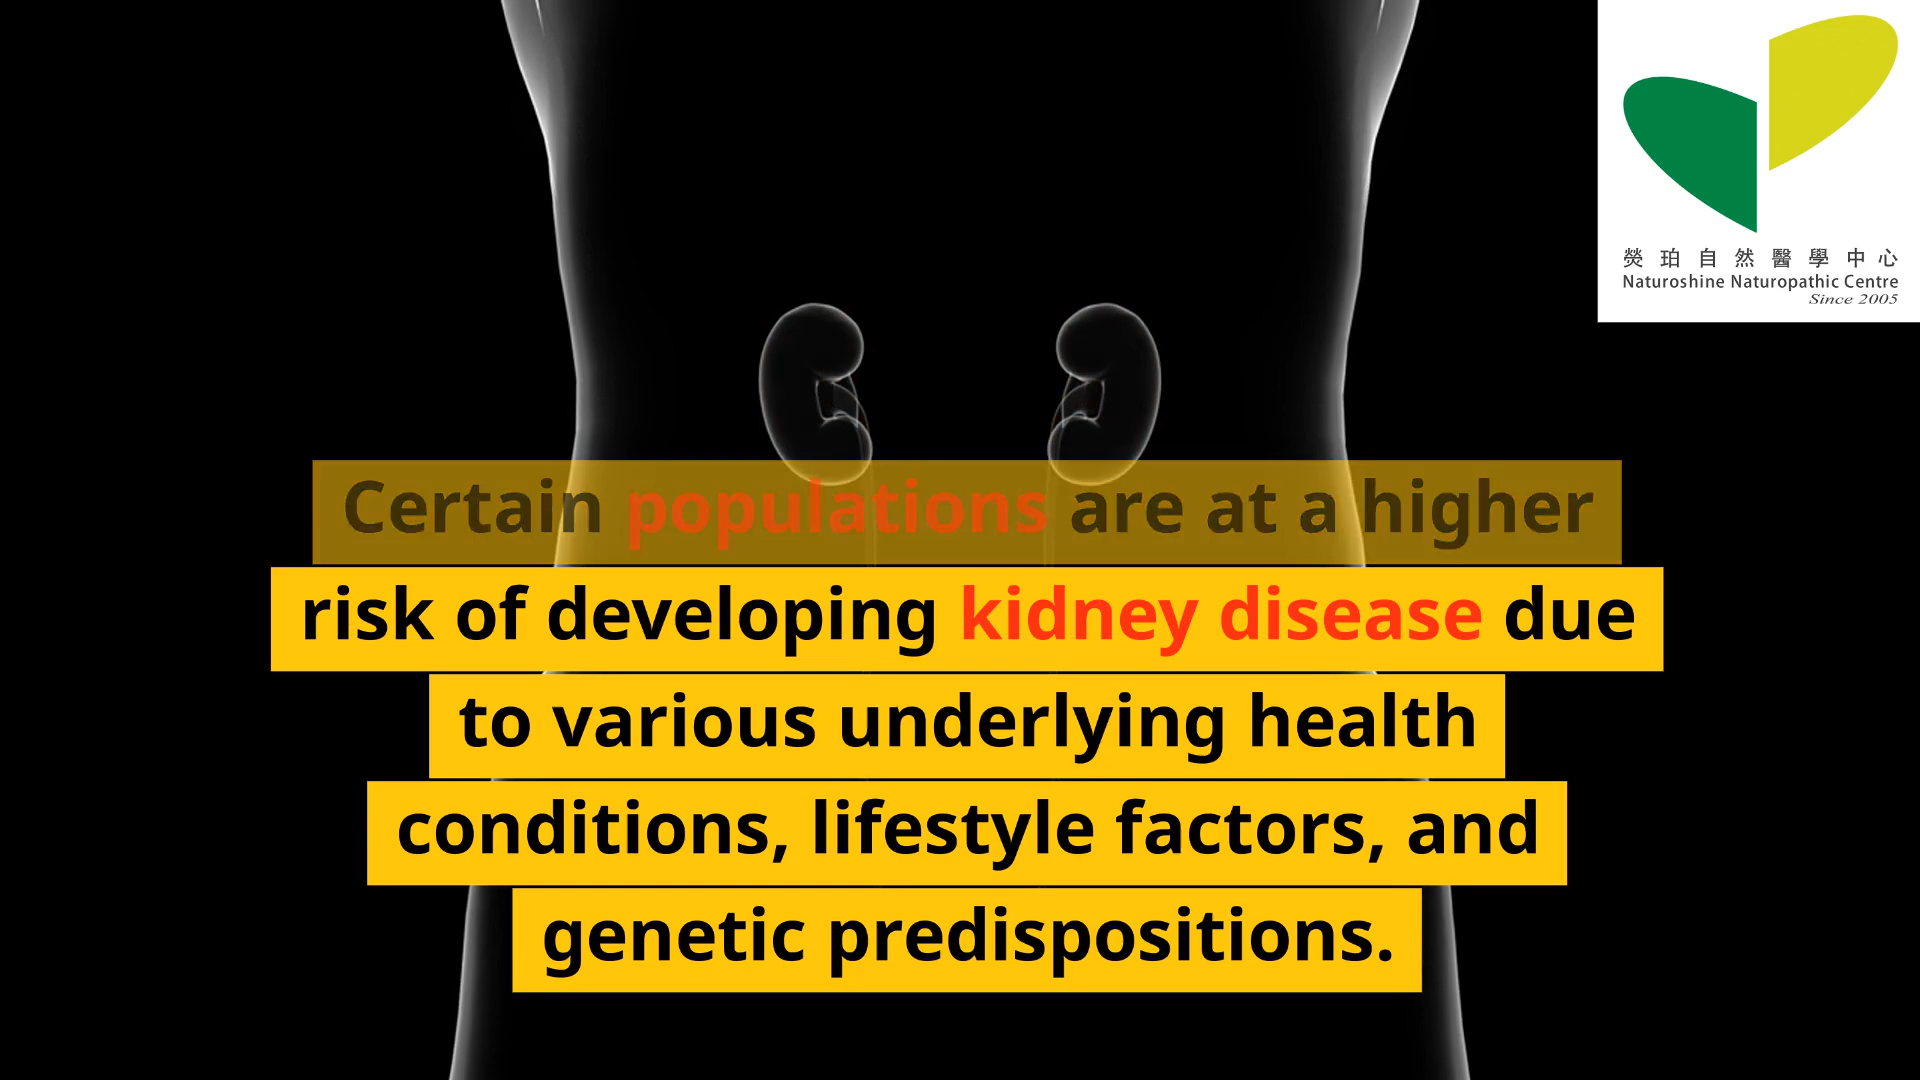 熒珀自然醫學中心
Naturoshine Naturopathic Centre
Since 2005
Certain populations are at a higher
risk of developing kidney disease due
to various underlying health
conditions, lifestyle factors, and
genetic predispositions.